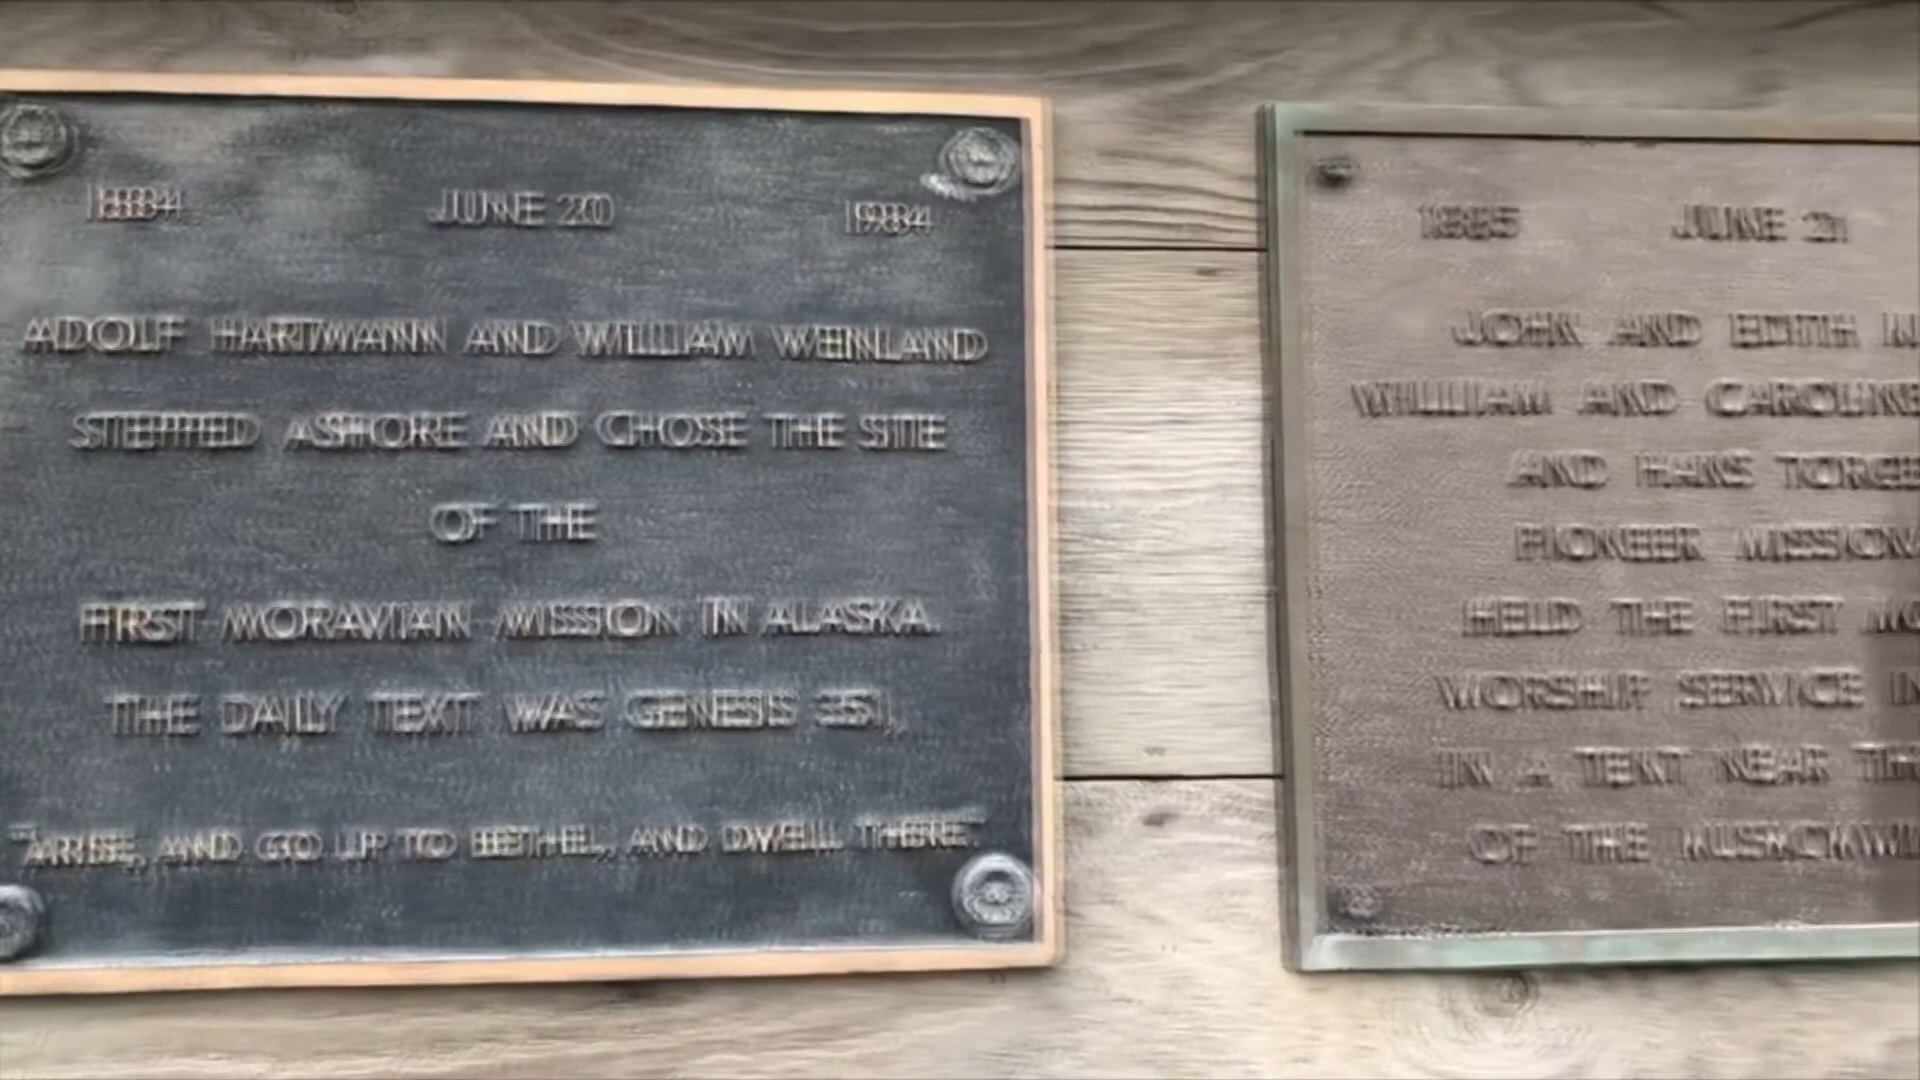 1884 JUNE 20 1984
ADOLF HARTMANN AND WILLIAM WEINLAND
STEPPED ASHORE AND CHOSE THE SITE
OF THE
FIRST MORAVIAN MISSION IN ALASKA.
THE DAILY TEXT WAS GENESIS 35:1,
"ARISE, AND GO UP TO BETHEL, AND DWELL THERE."
1885 JUNE 21
JOHN AND EDITH
WILLIAM AND CAROLINE
AND HANS
PIONEER
HELD THE FIRST
WORSHIP SERVICE IN
IN A TENT NEAR
OF THE